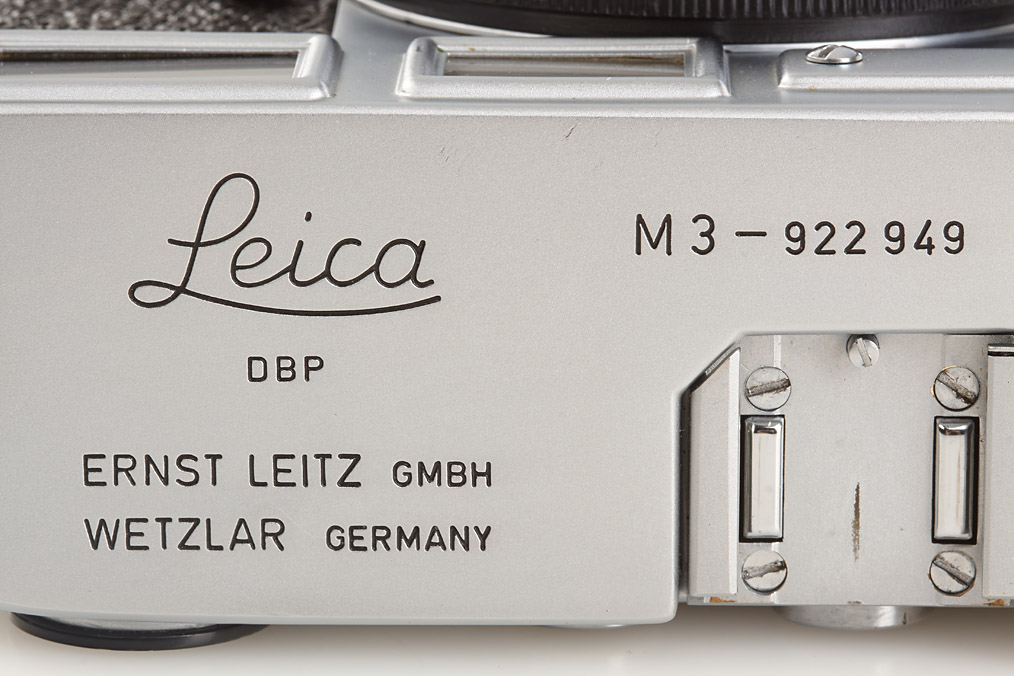 Leica
DBP
ERNST LEITZ GMBH
WETZLAR GERMANY
M3-922949